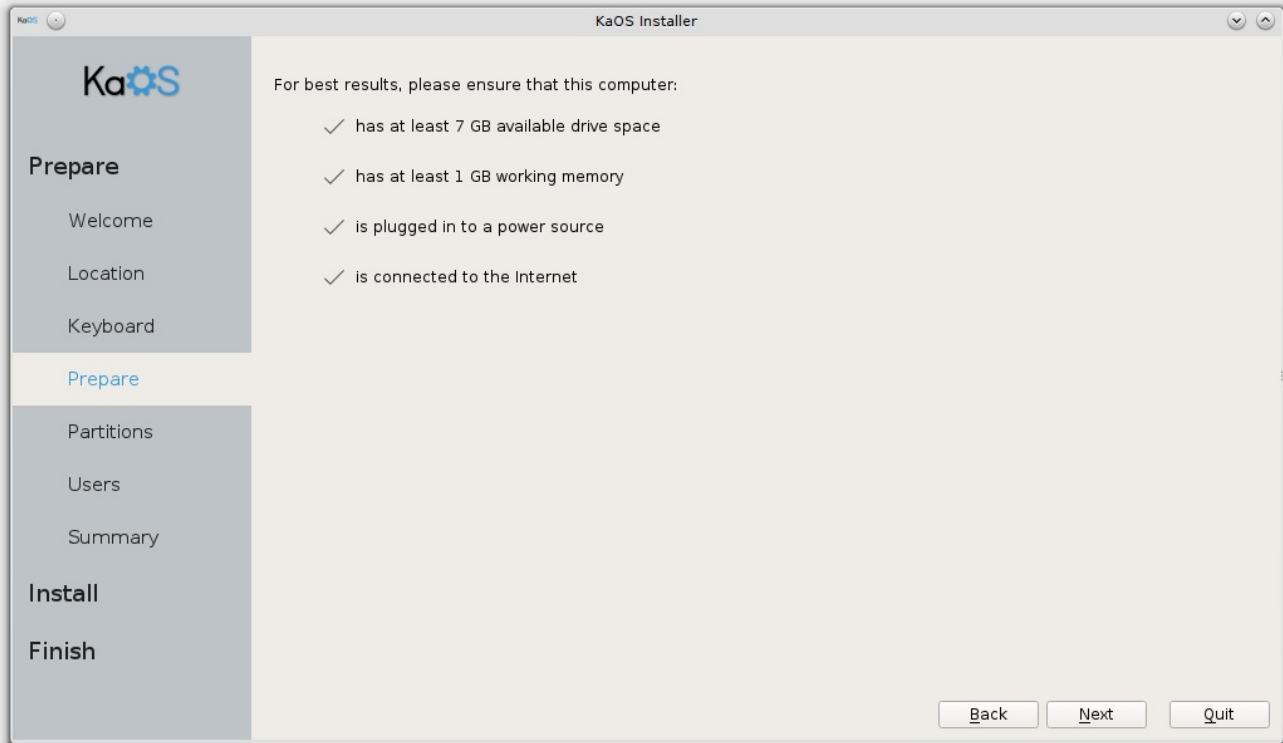 KaOS
KaOS Installer
KaOS
Prepare
Welcome
Location
Keyboard
Prepare
Partitions
Users
Summary
Install
Finish
For best results, please ensure that this computer:
has at least 7 GB available drive space
has at least 1 GB working memory
is plugged in to a power source
is connected to the Internet
Back
Next
Quit